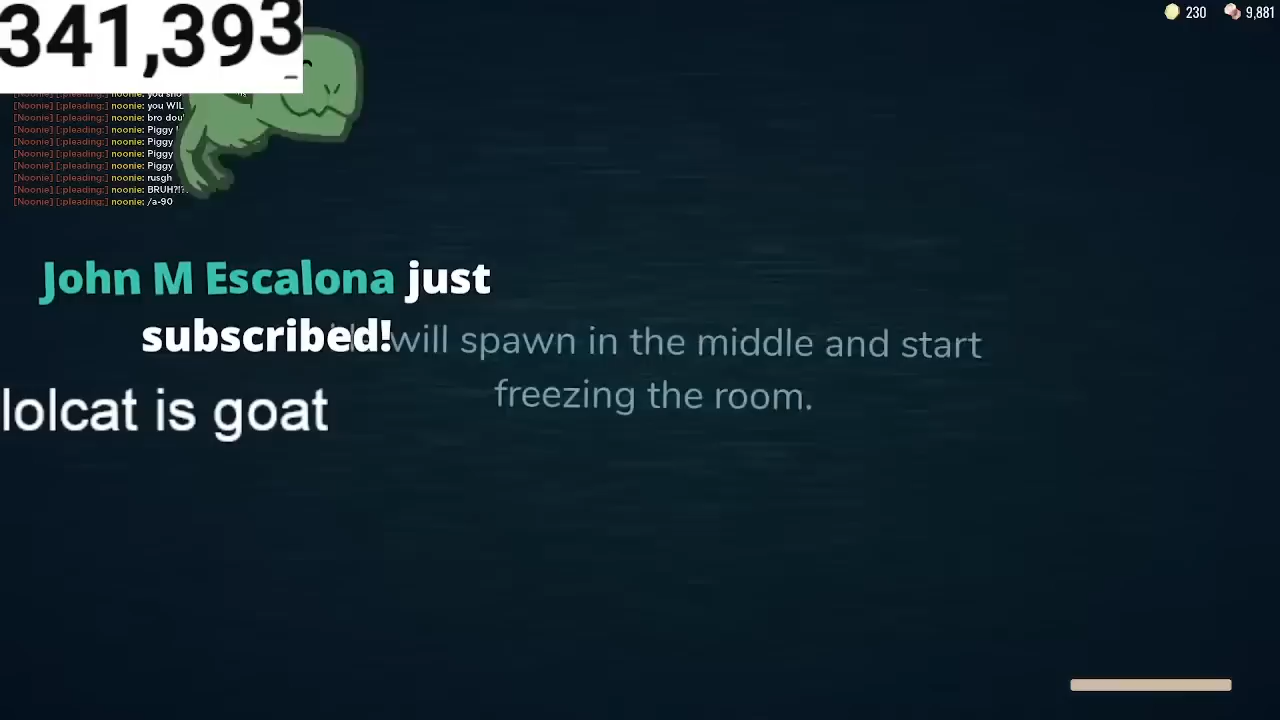 341,393
230
9,881
[Noonie] [:pleading:] noonie: you
[Noonie] [:pleading:] noonie: you WIL
[Noonie] [:pleading:] noonie: bro dou
[Noonie] [:pleading:] noonie: Piggy
[Noonie] [:pleading:] noonie: Piggy
[Noonie] [:pleading:] noonie: Piggy
[Noonie] [:pleading:] noonie: Piggy
[Noonie] [:pleading:] noonie: rusgh
[Noonie] [:pleading:] noonie: BRUH?!?
[Noonie] [:pleading:] noonie: /a-90
John M Escalona just
subscribed!
will spawn in the middle and start
freezing the room.
lolcat is goat